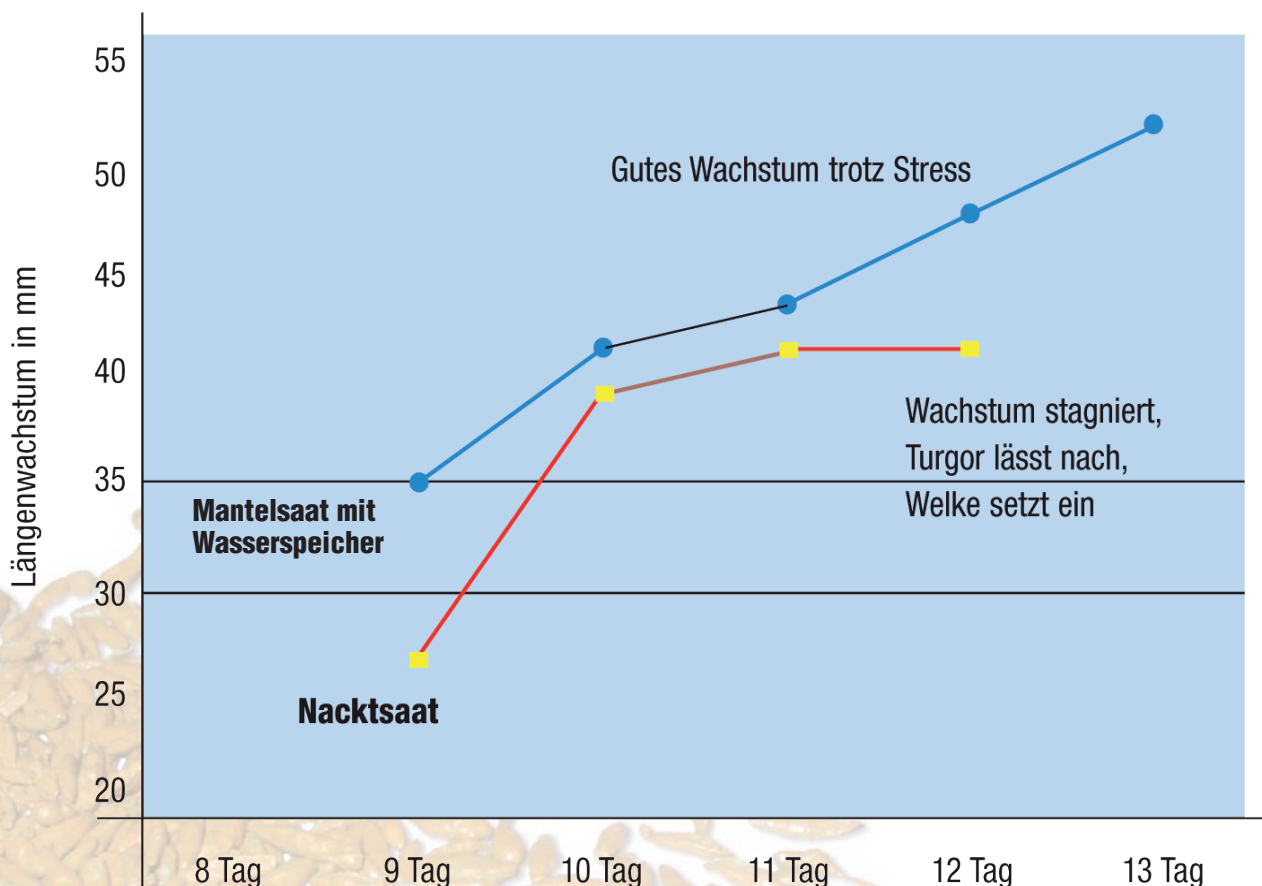 Längenwachstum in mm
55
50
45
40
35
30
25
20
Gutes Wachstum trotz Stress
Wachstum stagniert,
Turgor lässt nach,
Welke setzt ein
Mantelsaat mit
Wasserspeicher
Nacktsaat
8 Tag
9 Tag
10 Tag
11 Tag
12 Tag
13 Tag